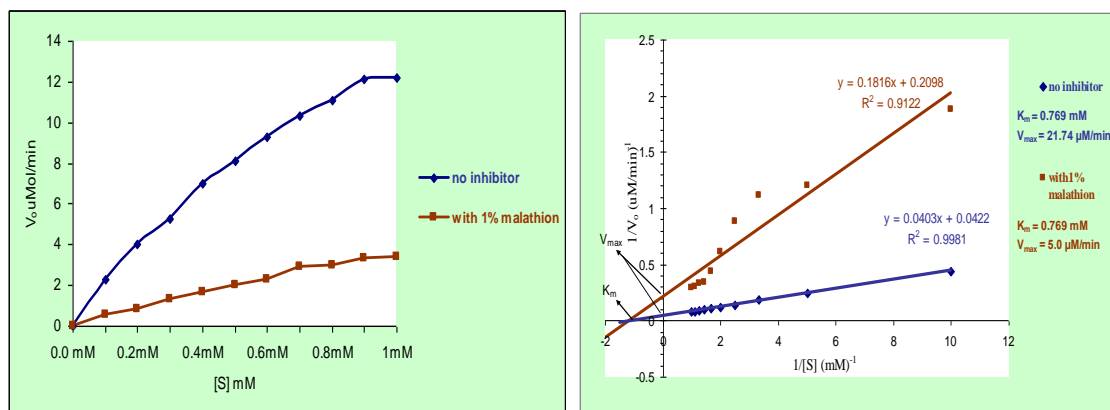 V₀ uMol/min
14
12
10
8
6
4
2
0
0.0 mM
0.2mM
0.4mM
0.6mM
0.8mM
1mM
[S] mM
no inhibitor
with 1% malathion
1/V₀ (uM/min)⁻¹
2.5
2
1.5
1
0.5
0
-0.5
-2
0
2
4
6
8
10
12
1/[S] (mM)⁻¹
y = 0.1816x + 0.2098
R² = 0.9122
y = 0.0403x + 0.0422
R² = 0.9981
Vmax
Km
no inhibitor
Km = 0.769 mM
Vmax = 21.74 µM/min
with1%
malathion
Km = 0.769 mM
Vmax = 5.0 µM/min